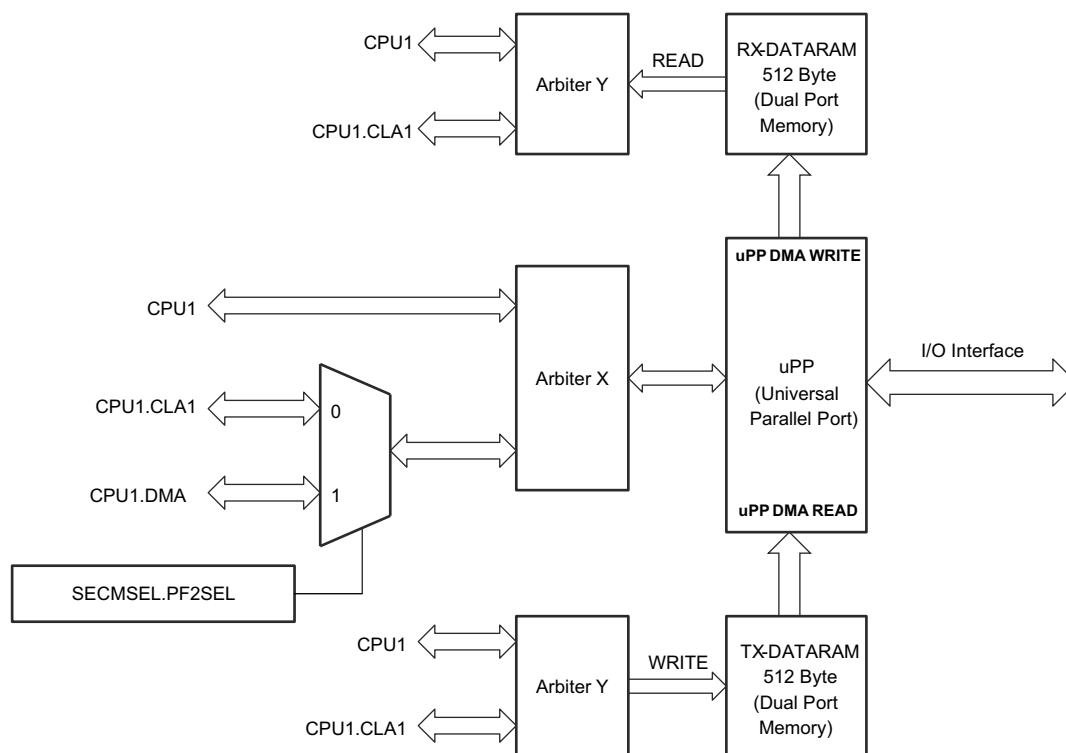 CPU1
CPU1.CLA1
Arbiter Y
READ
RX-DATARAM
512 Byte
(Dual Port
Memory)
CPU1
CPU1.CLA1
CPU1.DMA
0
1
SECMSEL.PF2SEL
Arbiter X
uPP DMA WRITE
uPP
(Universal
Parallel Port)
uPP DMA READ
I/O Interface
CPU1
CPU1.CLA1
Arbiter Y
WRITE
TX-DATARAM
512 Byte
(Dual Port
Memory)